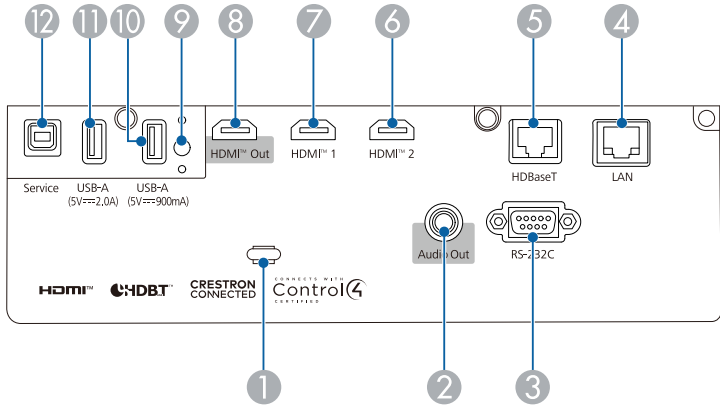 12 11 10 9 8 7 6 5 4
HDMI™ Out HDMI™ 1 HDMI™ 2
HDBaseT LAN
Service USB-A USB-A
(5V⎓2.0A) (5V⎓900mA)
Audio Out RS-232C
HDMI™ HDBT™ CRESTRON CONNECTS WITH
CONNECTED Control4
CERTIFIED
1 2 3